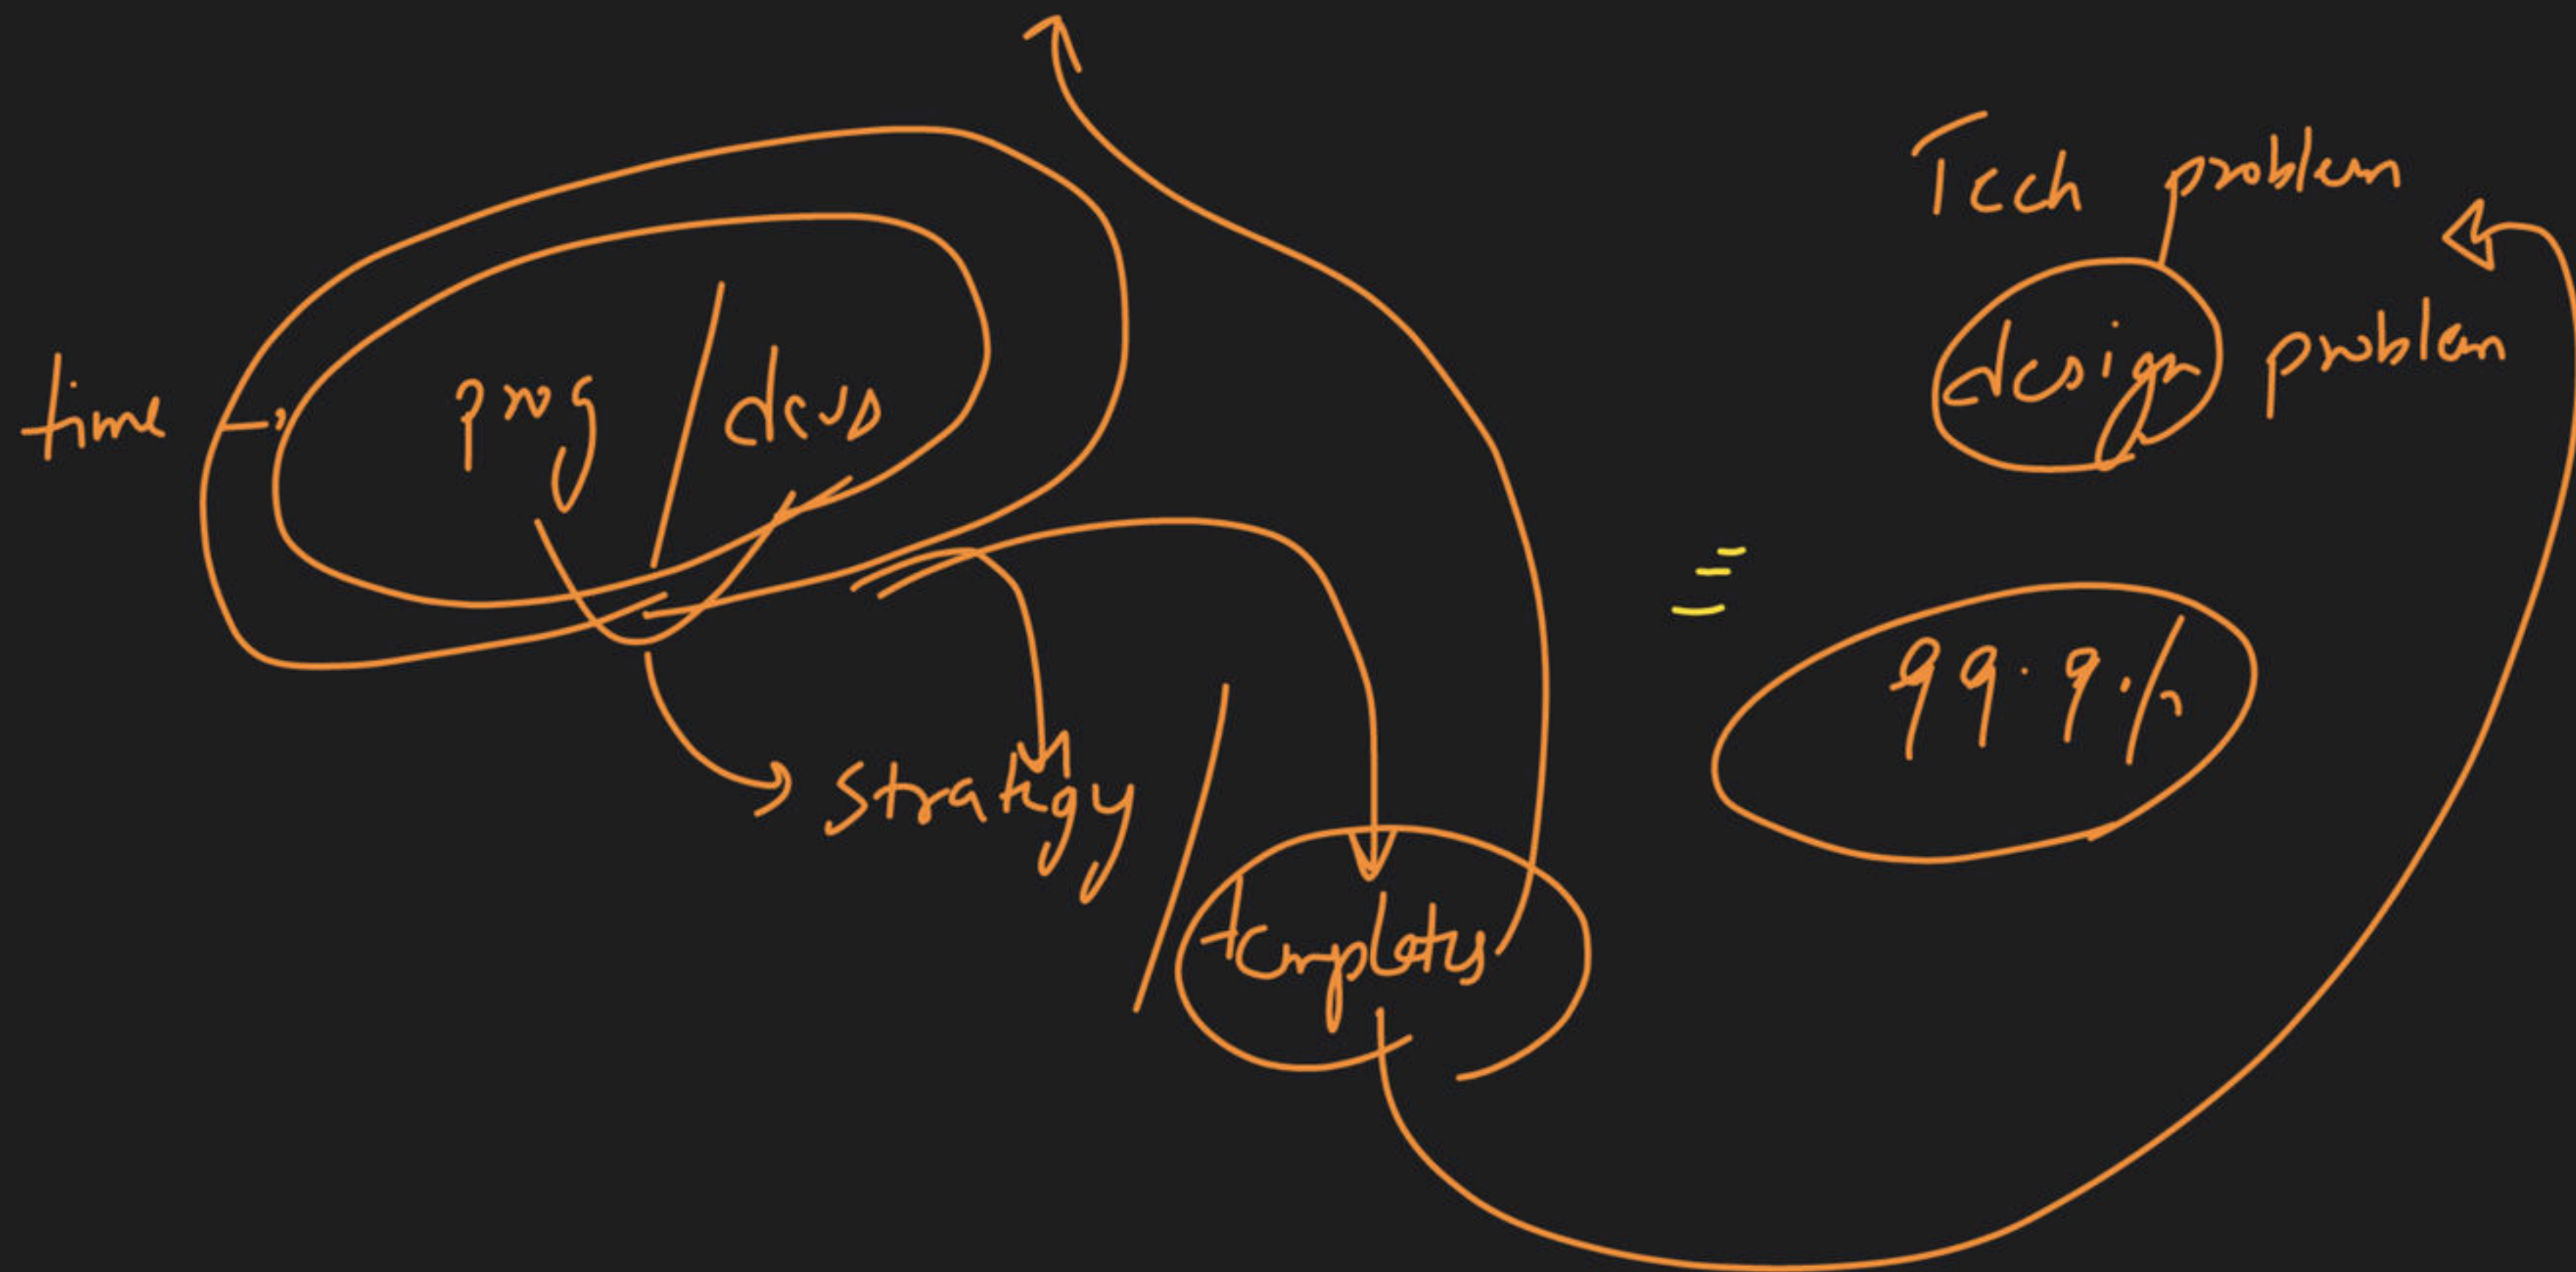 Tech problem
design problem
time
prog / devs
99.9%
strategy / templates